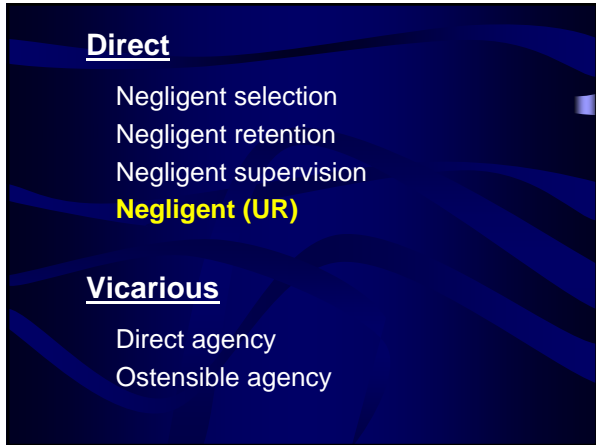 Direct
Negligent selection
Negligent retention
Negligent supervision
Negligent (UR)
Vicarious
Direct agency
Ostensible agency